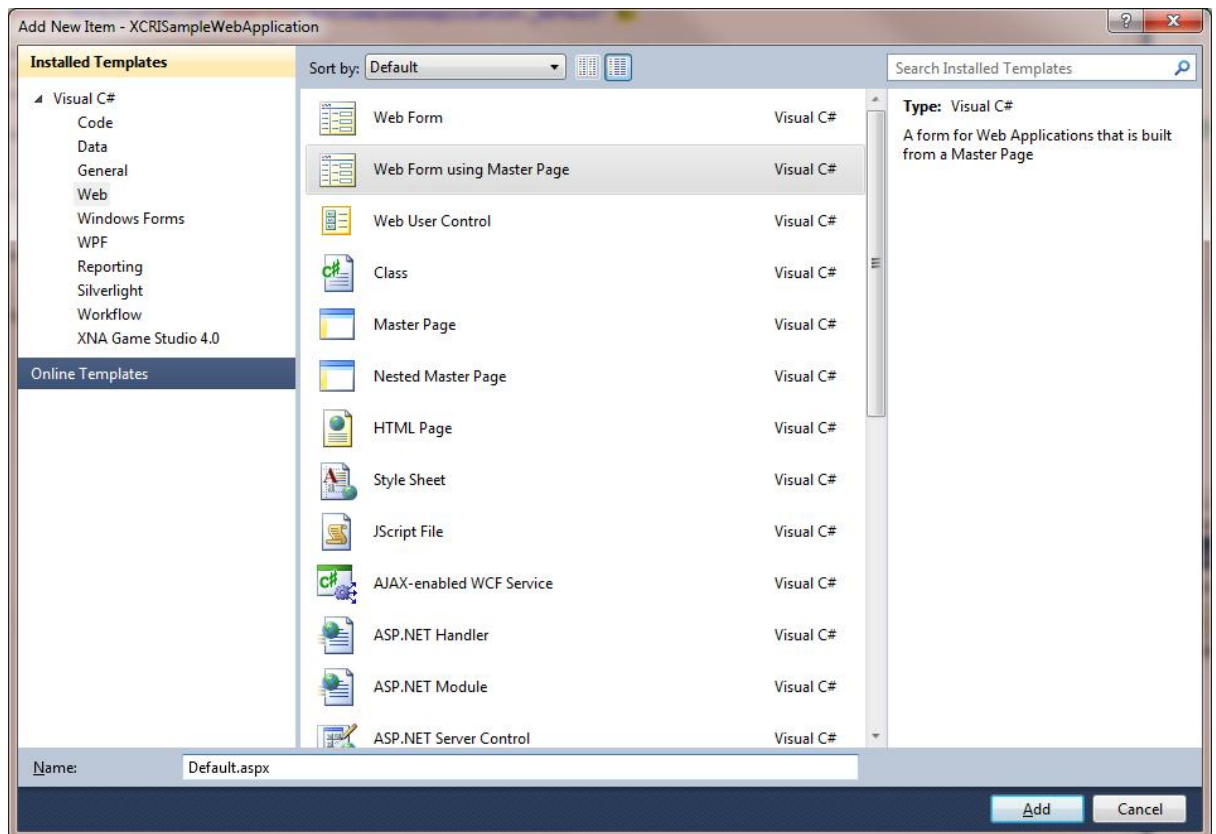 Add New Item - XCRISampleWebApplication
Installed Templates
Sort by: Default
Search Installed Templates
Visual C#
Code
Data
General
Web
Windows Forms
WPF
Reporting
Silverlight
Workflow
XNA Game Studio 4.0
Online Templates
Web Form Visual C#
Web Form using Master Page Visual C#
Web User Control Visual C#
Class Visual C#
Master Page Visual C#
Nested Master Page Visual C#
HTML Page Visual C#
Style Sheet Visual C#
JScript File Visual C#
AJAX-enabled WCF Service Visual C#
ASP.NET Handler Visual C#
ASP.NET Module Visual C#
ASP.NET Server Control Visual C#
Type: Visual C#
A form for Web Applications that is built
from a Master Page
Name: Default.aspx
Add Cancel